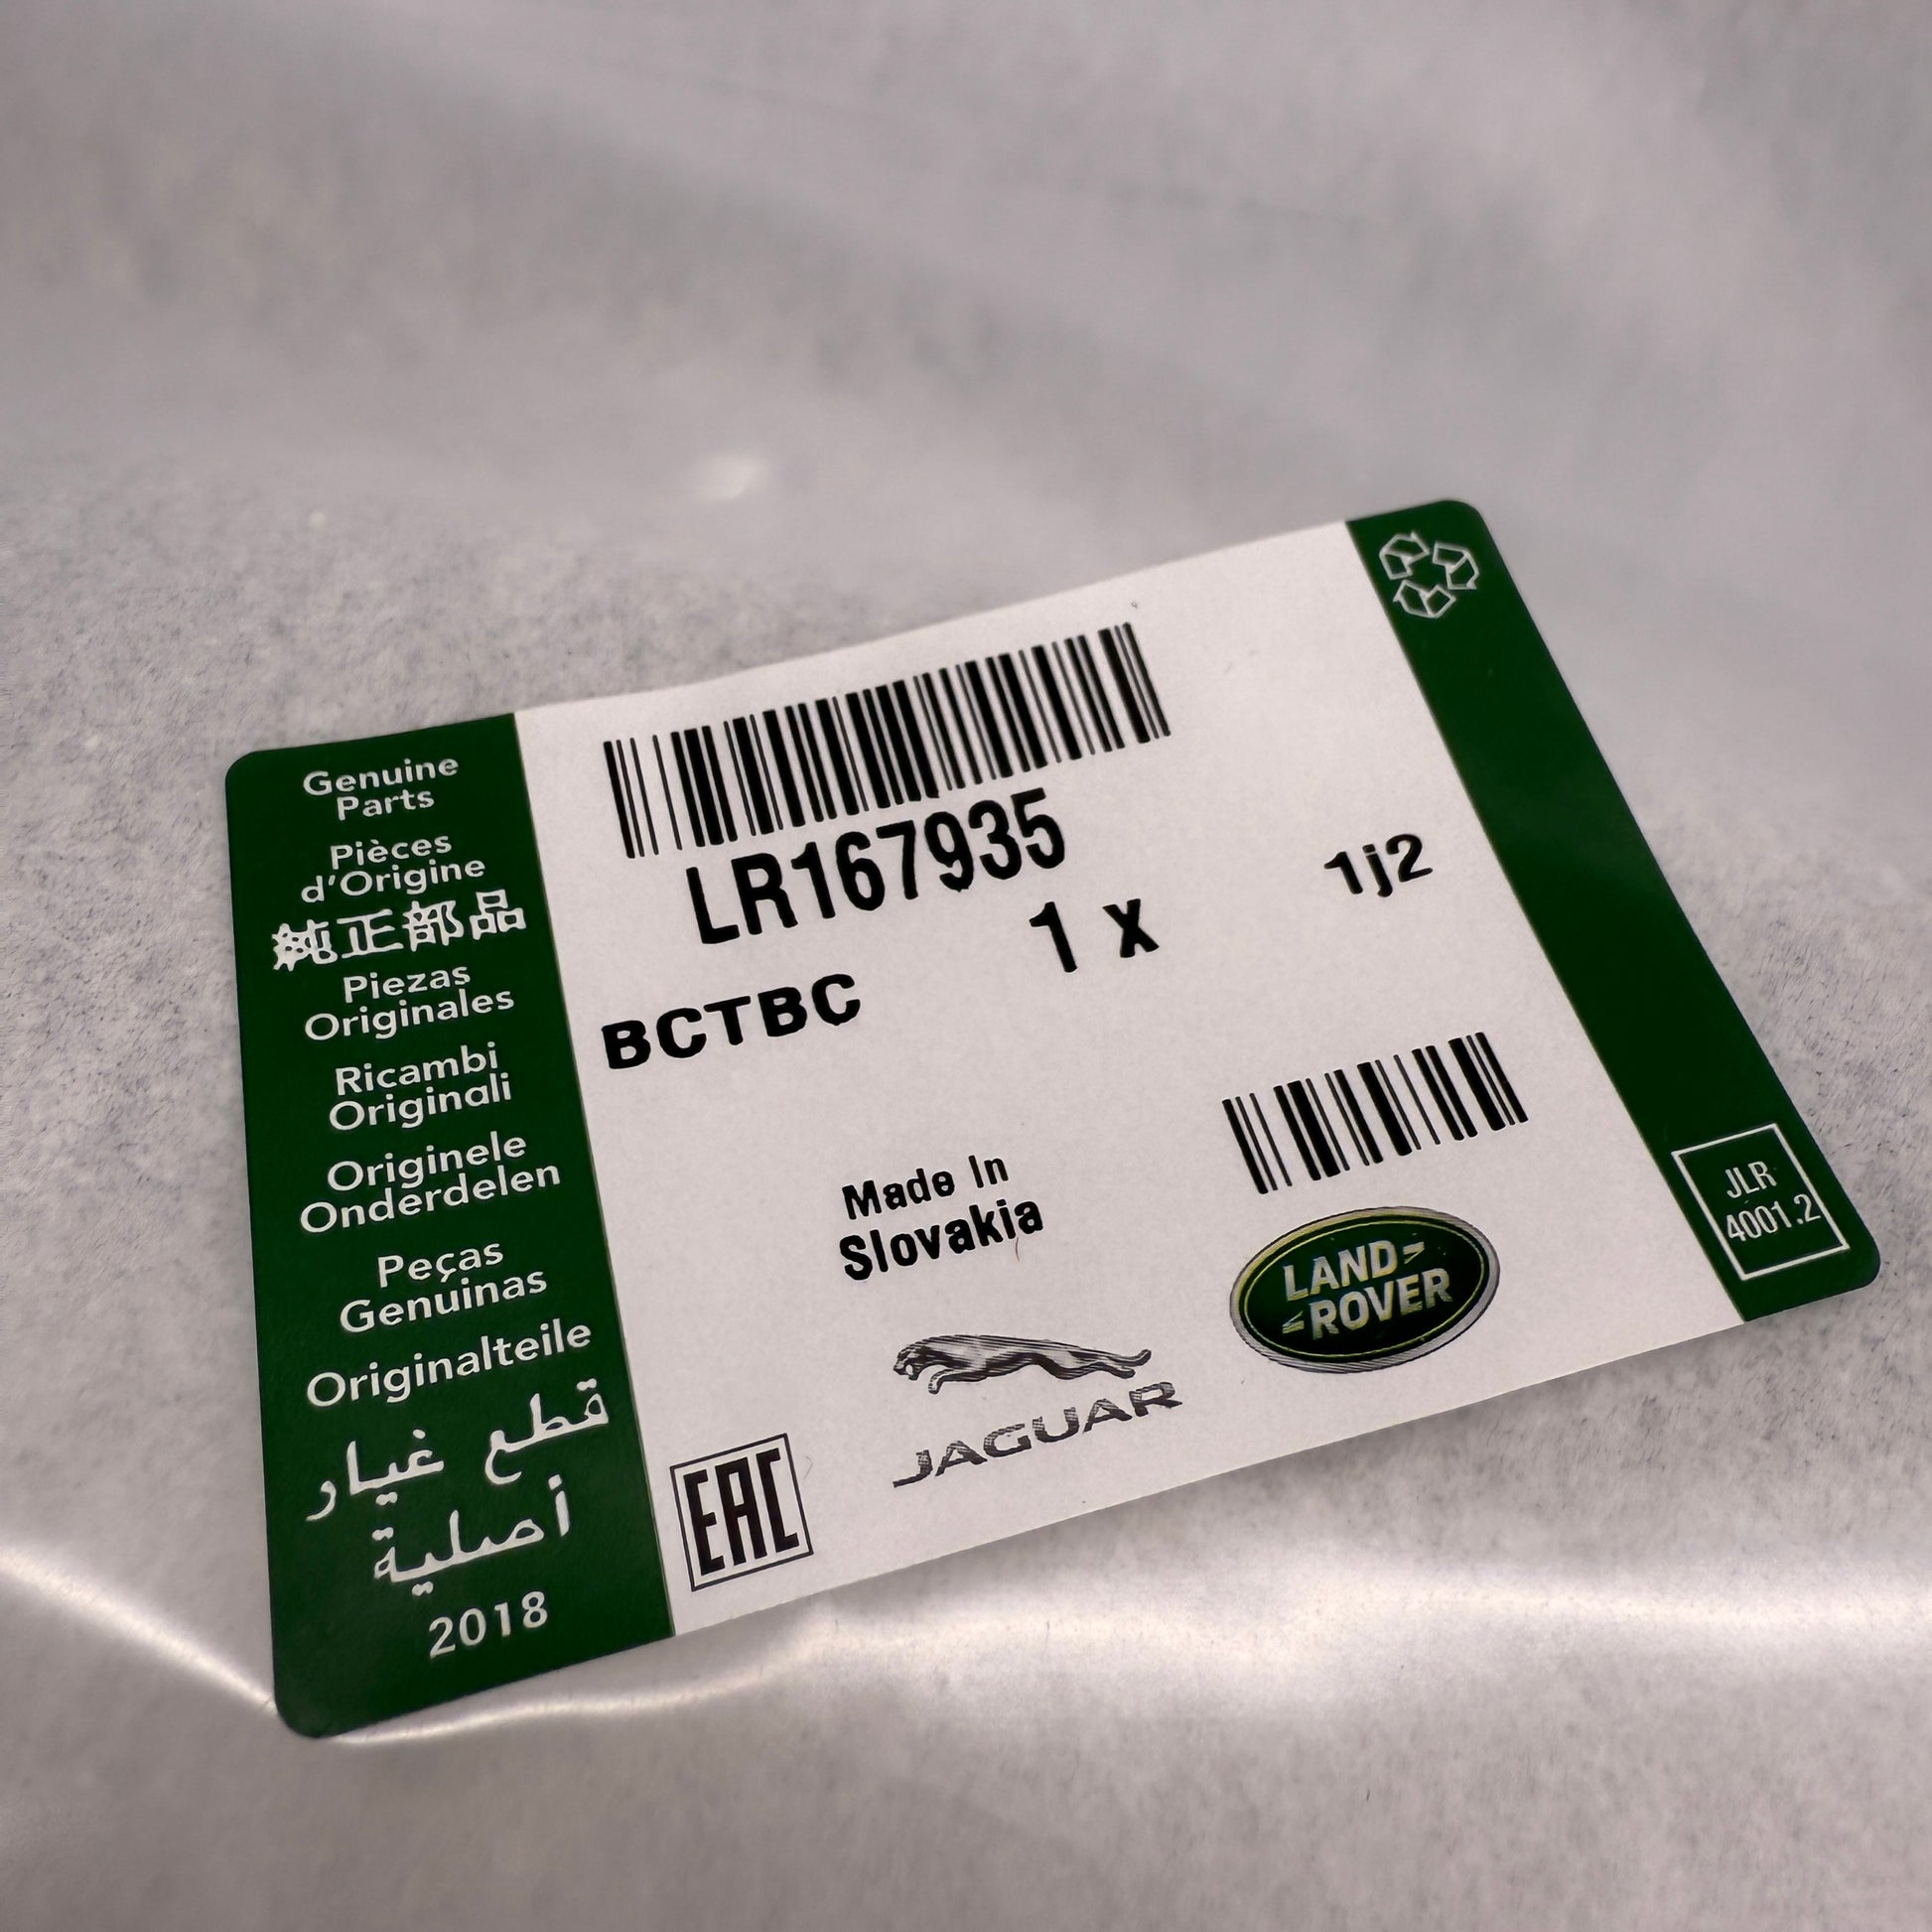 Genuine
Parts
Pièces
d'Origine
純正部品
Piezas
Originales
Ricambi
Originali
Originele
Onderdelen
Peças
Genuinas
Originalteile
قطع غيار
أصلية
2018
LR167935
1 x
1j2
BCTBC
Made In
Slovakia
EAC
JAGUAR
LAND
ROVER
JLR
4001.2